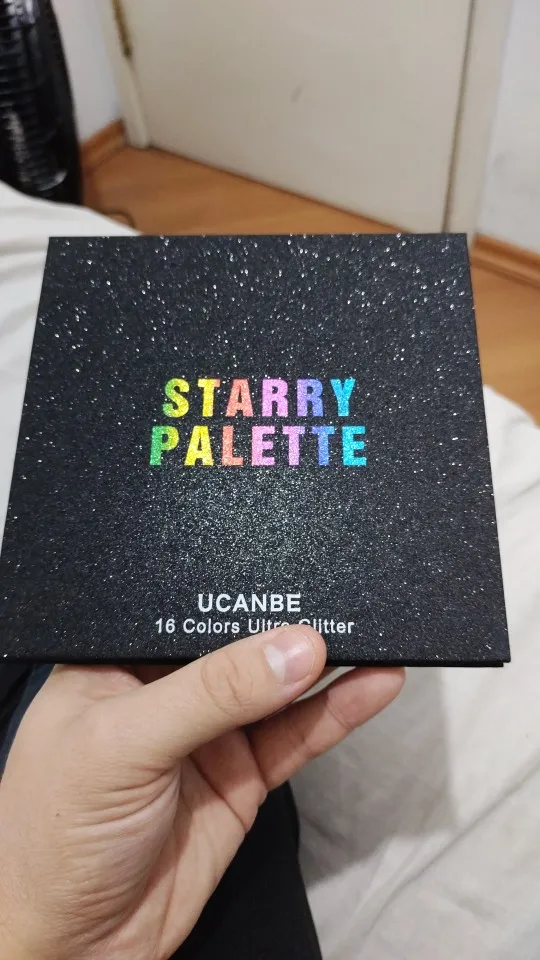 STARRY
PALETTE
UCANBE
16 Colors Ultra Glitter